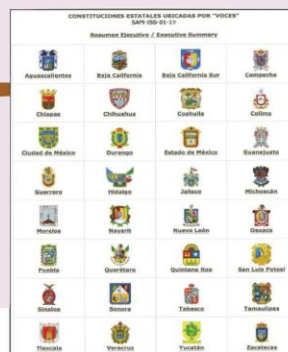 CONSTITUCIONES ESTATALES UBICADAS POR "VOCES"
SAPI-ISS-01-19
Resumen Ejecutivo / Executive Summary
Aguascalientes Baja California Baja California Sur Campeche
Chiapas Chihuahua Coahuila Colima
Ciudad de México Durango Estado de México Guanajuato
Guerrero Hidalgo Jalisco Michoacán
Morelos Nayarit Nuevo León Oaxaca
Puebla Querétaro Quintana Roo San Luis Potosí
Sinaloa Sonora Tabasco Tamaulipas
Tlaxcala Veracruz Yucatán Zacatecas